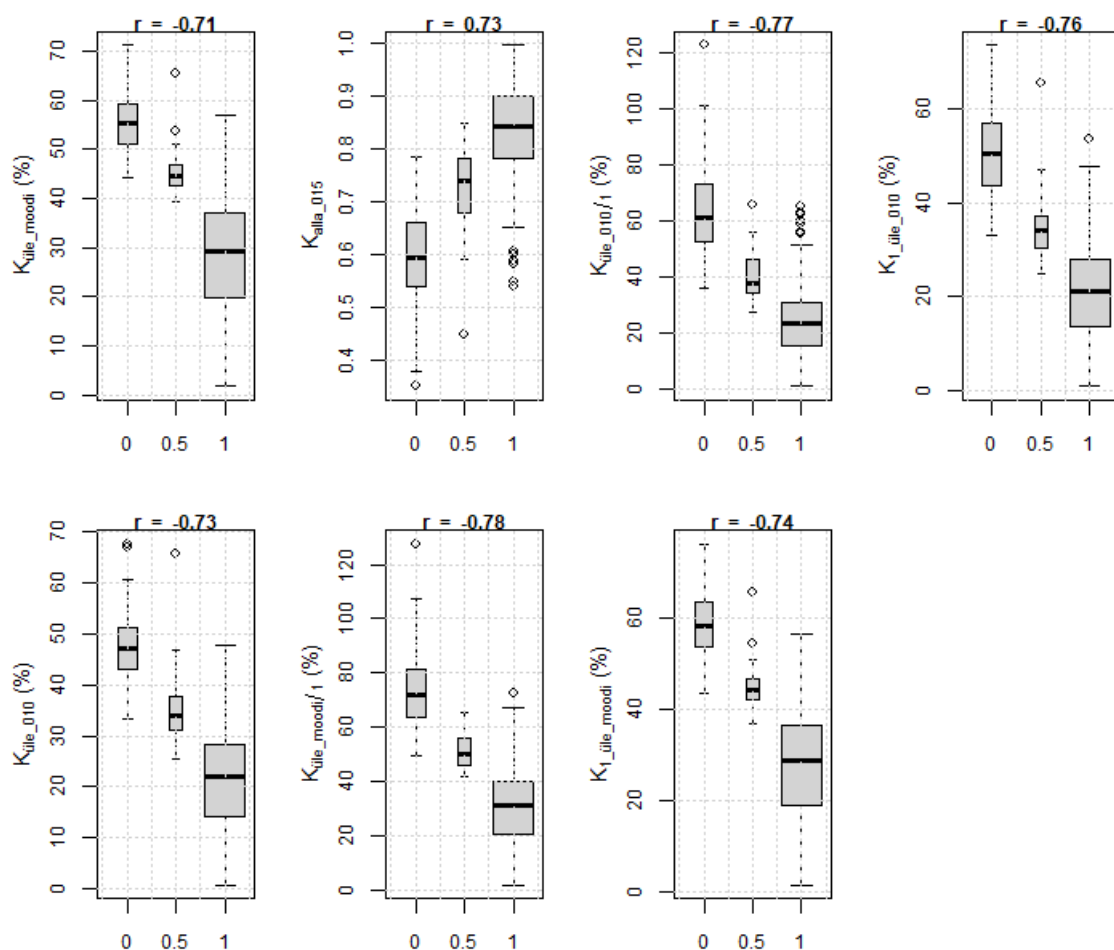 r = -0.71
K_üle_moodi (%)
70
60
50
40
30
20
10
0
0 0.5 1
r = 0.73
K_alla_015
1.0
0.9
0.8
0.7
0.6
0.5
0.4
0 0.5 1
r = -0.77
K_üle_010/1 (%)
120
100
80
60
40
20
0
0 0.5 1
r = -0.76
K_1_üle_010 (%)
60
40
20
0
0 0.5 1
r = -0.73
K_üle_010 (%)
70
60
50
40
30
20
10
0
0 0.5 1
r = -0.78
K_üle_moodi/1 (%)
120
100
80
60
40
20
0
0 0.5 1
r = -0.74
K_1_üle_moodi (%)
60
40
20
0
0 0.5 1